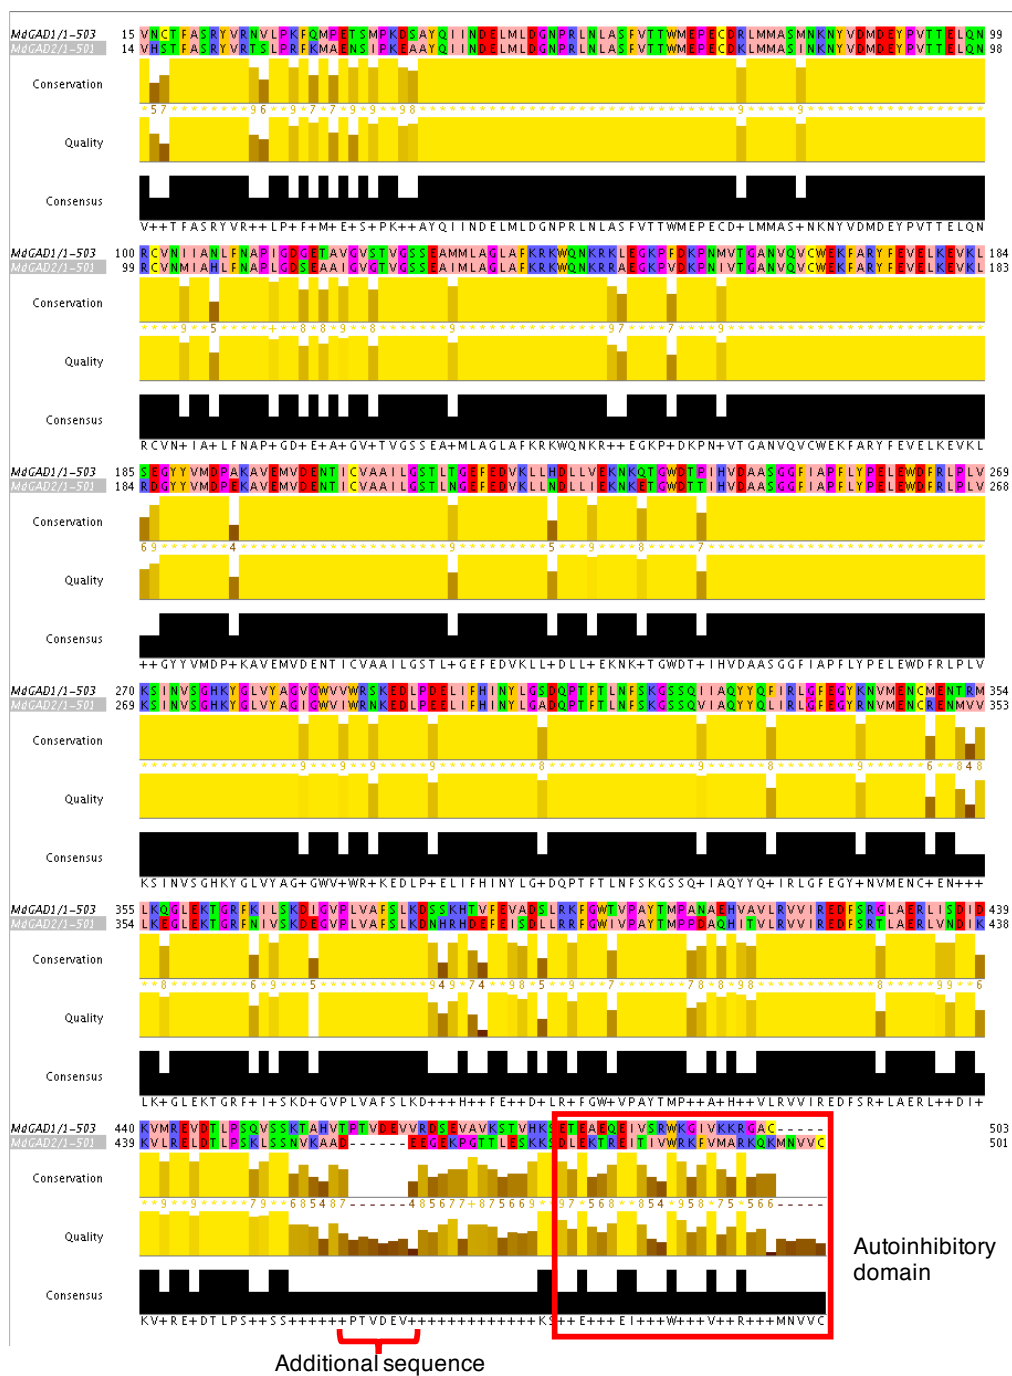 MdGAD1/1-503 15 VNCTFASRYVRNVLPKFQMPETSMPKDSAYQIINDELMLDGNPRLNLASFVTTWMEPECDRLMMASMNKNYVDMDEYPVTTELQN 99
MdGAD2/1-501 14 VHSTFASRYVRTSLPRFKMAENSIPKEAAYQIINDELMLDGNPRLNLASFVTTWMEPECDKLMMASINKNYVDMDEYPVTTELQN 98
Conservation
Quality
Consensus
V++TFASRYVR++LP+F+M+E+S+PK++AYQIINDELMLDGNPRLNLASFVTTWMEPECD+LMMAS+NKNYVDMDEYPVTTELQN
MdGAD1/1-503 100 RCVNIIANLFNAPIGDGETAVGVSTVGSSEAMMLAGLAFKRKWQNKRKLEGKPFDKPNMVTGANVQVCWEKFARYFEVELKEVKL 184
MdGAD2/1-501 99 RCVNMIAHLFNAPLGDSEAAIGVGTVGSSEAIMLAGLAFKRKWQNKRRALEGKPVDKPNIVTGANVQVCWEKFARYFEVELKEVKL 183
Conservation
Quality
Consensus
RCVN+IA+LFNAP+GD+E+A+GV+TVGSSEA+MLAGLAFKRKWQNKR++EGKP+DKPN+VTGANVQVCWEKFARYFEVELKEVKL
MdGAD1/1-503 185 SEGYYVMDPAKAVEMVDENTICVAAILGSTLTGEFEDVKLLHDLLVEKNKQTGWDTPIHVDAASGGFIAPFLYPELEWDFRLPLV 269
MdGAD2/1-501 184 RDGYYVMDPEKAVEMVDENTICVAAILGSTLNGEFEDVKLLNDLLIEKNKETGWDTTIHVDAASGGFIAPFLYPELEWDFRLPLV 268
Conservation
Quality
Consensus
++GYYVMDP+KAVEMVDENTICVAAILGSTL+GEFEDVKLL+DLL+EKNK+TGWDT+IHVDAASGGFIAPFLYPELEWDFRLPLV
MdGAD1/1-503 270 KSINVSGHKYGLVYAGVGWVVWRSKEDLPDELIFHINYLGSDQPTFTLNFSKGSSQIIAQYYQFIRLGFEGYKNVMENCMENTRM 354
MdGAD2/1-501 269 KSINVSGHKYGLVYAGIGWVIWRNKEDLPEELIFHINYLGADQPTFTLNFSKGSSQVIAQYYQLIRLGFEGYRNVMENCRENMVV 353
Conservation
Quality
Consensus
KSINVSGHKYGLVYAG+GWV+WR+KEDLP+ELIFHINYLG+DQPTFTLNFSKGSSQ+IAQYYQ+IRLGFEGY+NVMENC+EN+++
MdGAD1/1-503 355 LKQGLEKTGRFKILSKDIGVPLVAFSLKDSSKHTVFEVADSLRKFGWTVPAYTMPANAEHVAVLRVVIREDFSRGLAERLISDID 439
MdGAD2/1-501 354 LKEGLEKTGRFNIVSKDEGVPLVAFSLKDNHRHDEFEISDLLRRFGWIVPAYTMPPDAQHITVLRVVIREDFSRTLAERLVNDIK 438
Conservation
Quality
Consensus
LK+GLEKTGRF+I+SKD+GVPLVAFSLKD+++H++FE++D+LR+FGW+VPAYTMP++A+H++VLRVVIREDFSR+LAERL++DI+
MdGAD1/1-503 440 KVMREVDTLPSQVSSKTAHVTPTVDEVVRDSEVAVKSTVHKSETEAEQEIVSRWKGIVKKRGAC----- 503
MdGAD2/1-501 439 KVLRELDTLPSKLSSNVKAAD------EEGEKPGTTLESKKSDLEKTREITIVWRKFVMARKQKMNVVC 501
Conservation
Quality
Autoinhibitory
domain
Consensus
KV+RE+DTLPS++SS++++++PTVDEV+++++++++++++KS++E+++EI+++W+++V++R+++MNVVC
Additional sequence